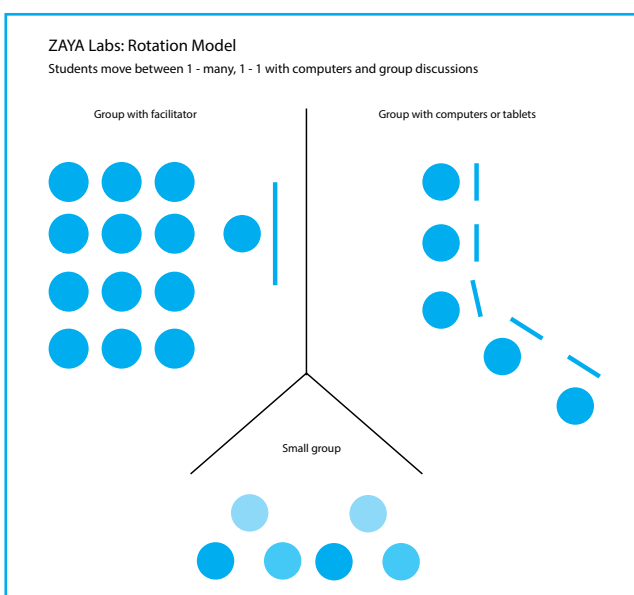 ZAYA Labs: Rotation Model
Students move between 1 - many, 1 - 1 with computers and group discussions
Group with facilitator
Group with computers or tablets
Small group